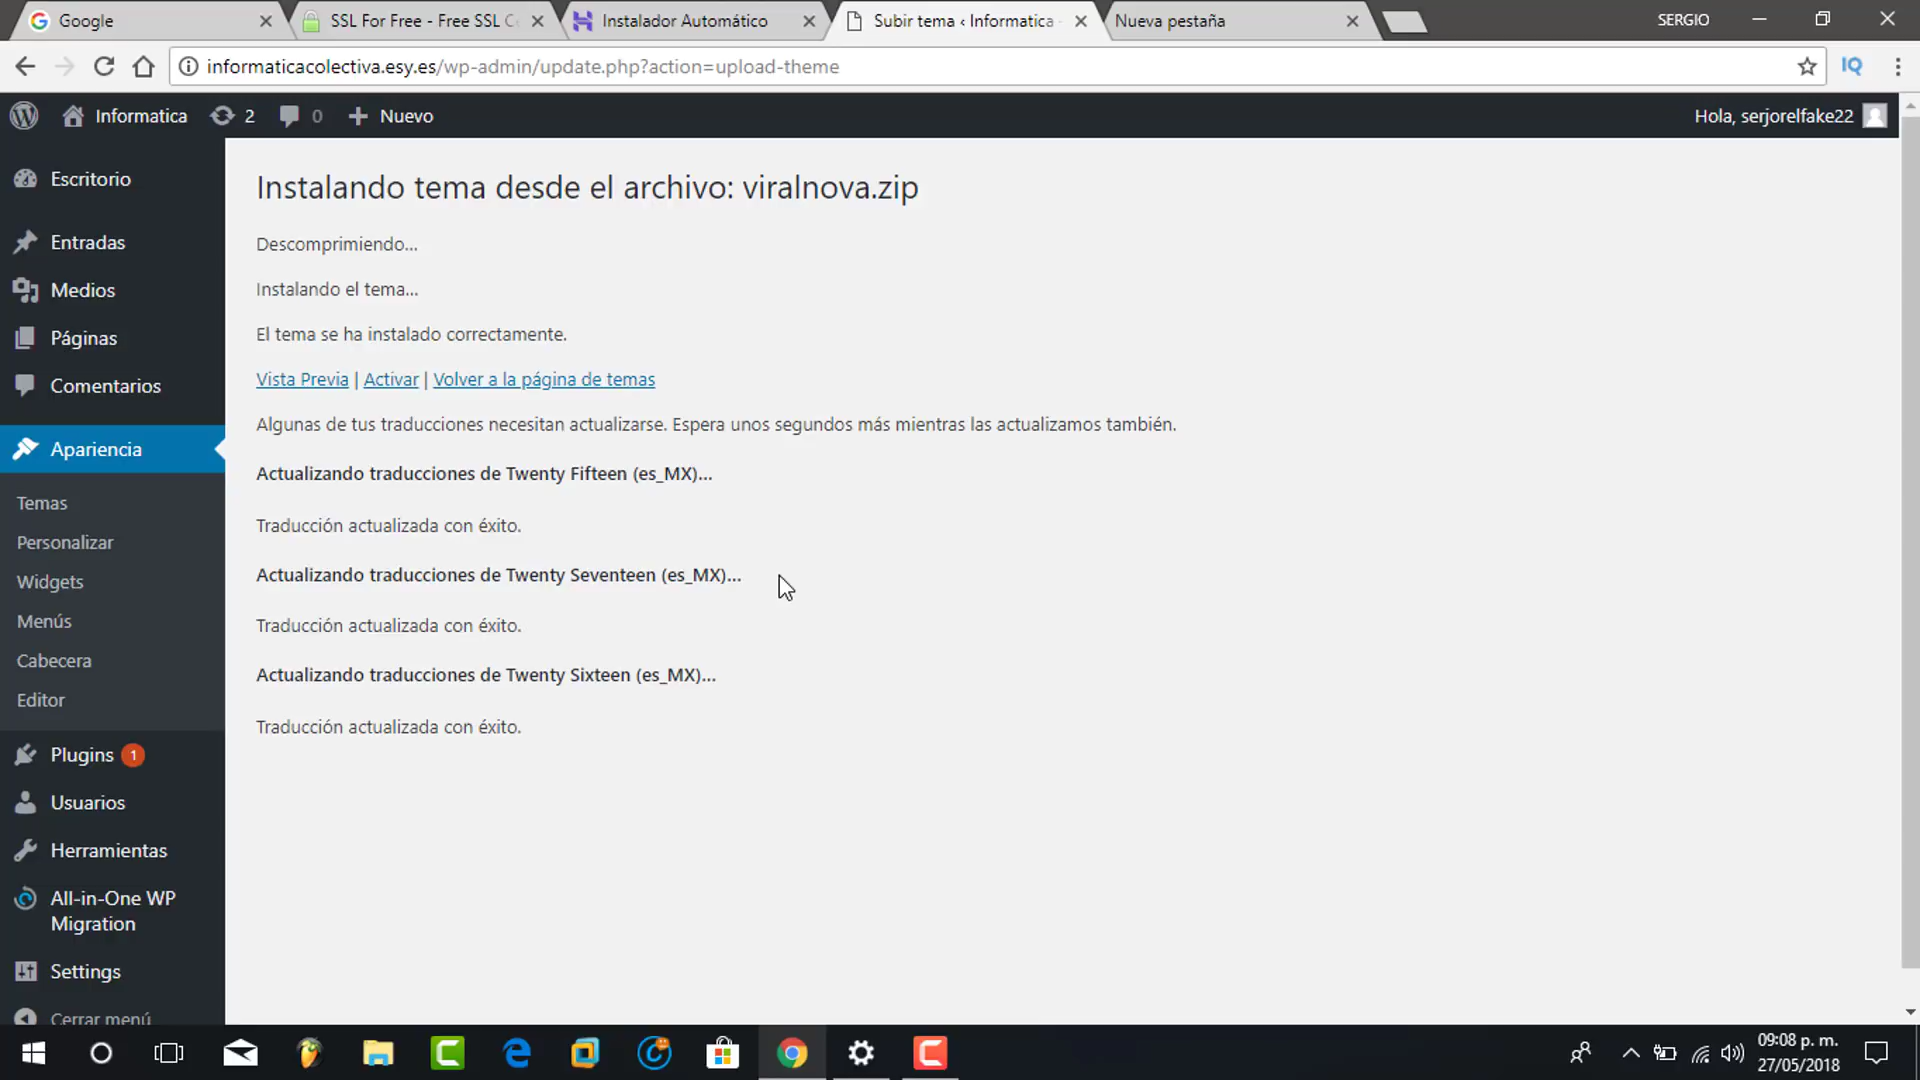 Google
SSL For Free - Free SSL C
Instalador Automático
Subir tema ‹ Informatica
Nueva pestaña
SERGIO
informaticacolectiva.esy.es/wp-admin/update.php?action=upload-theme
IQ
Informatica
2
0
Nuevo
Hola, serjorelfake22
Escritorio
Entradas
Medios
Páginas
Comentarios
Apariencia
Temas
Personalizar
Widgets
Menús
Cabecera
Editor
Plugins 1
Usuarios
Herramientas
All-in-One WP
Migration
Settings
Cerrar menú
Instalando tema desde el archivo: viralnova.zip
Descomprimiendo...
Instalando el tema...
El tema se ha instalado correctamente.
Vista Previa | Activar | Volver a la página de temas
Algunas de tus traducciones necesitan actualizarse. Espera unos segundos más mientras las actualizamos también.
Actualizando traducciones de Twenty Fifteen (es_MX)...
Traducción actualizada con éxito.
Actualizando traducciones de Twenty Seventeen (es_MX)...
Traducción actualizada con éxito.
Actualizando traducciones de Twenty Sixteen (es_MX)...
Traducción actualizada con éxito.
09:08 p. m.
27/05/2018